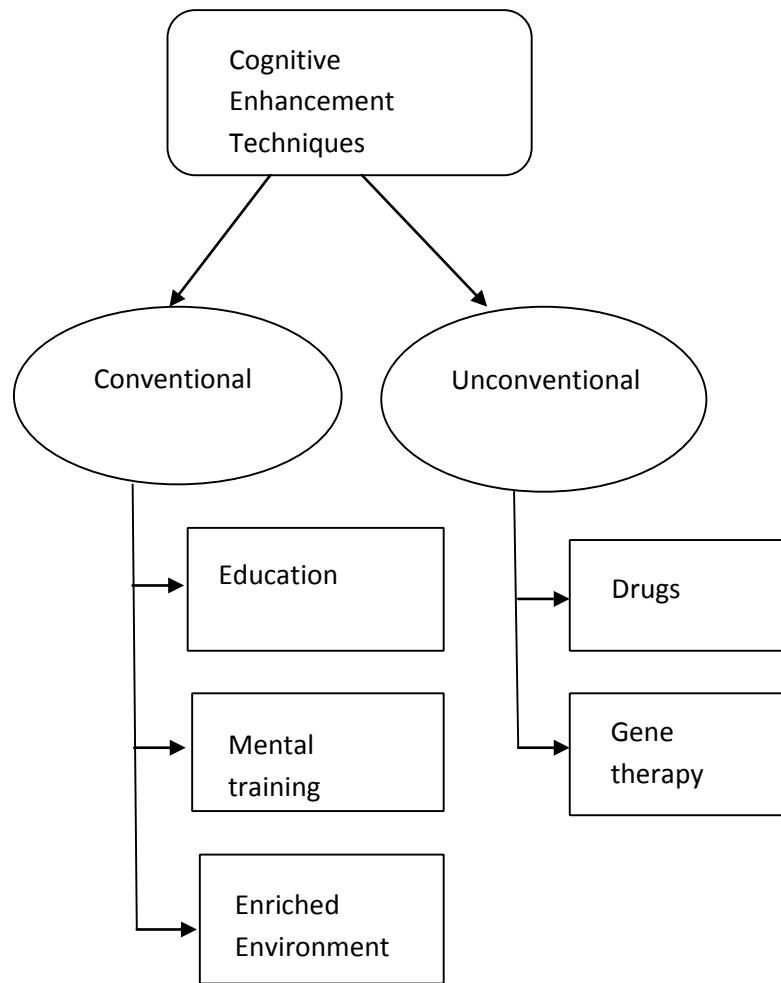 Cognitive
Enhancement
Techniques
Conventional
Unconventional
Education
Mental
training
Enriched
Environment
Drugs
Gene
therapy